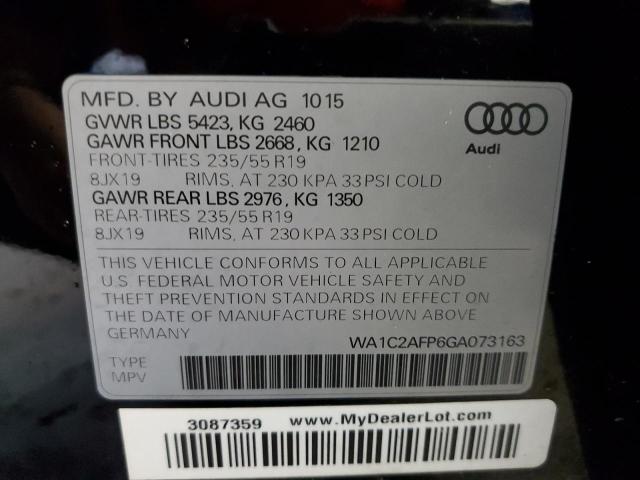 MFD. BY AUDI AG 10 15
GVWR LBS 5423, KG 2460
GAWR FRONT LBS 2668, KG 1210
FRONT-TIRES 235/55 R19
8JX19 RIMS, AT 230 KPA 33 PSI COLD
GAWR REAR LBS 2976, KG 1350
REAR-TIRES 235/55 R19
8JX19 RIMS, AT 230 KPA 33 PSI COLD
Audi
THIS VEHICLE CONFORMS TO ALL APPLICABLE
U.S. FEDERAL MOTOR VEHICLE SAFETY AND
THEFT PREVENTION STANDARDS IN EFFECT ON
THE DATE OF MANUFACTURE SHOWN ABOVE
GERMANY WA1C2AFP6GA073163
TYPE
MPV
3087359 www.MyDealerLot.com